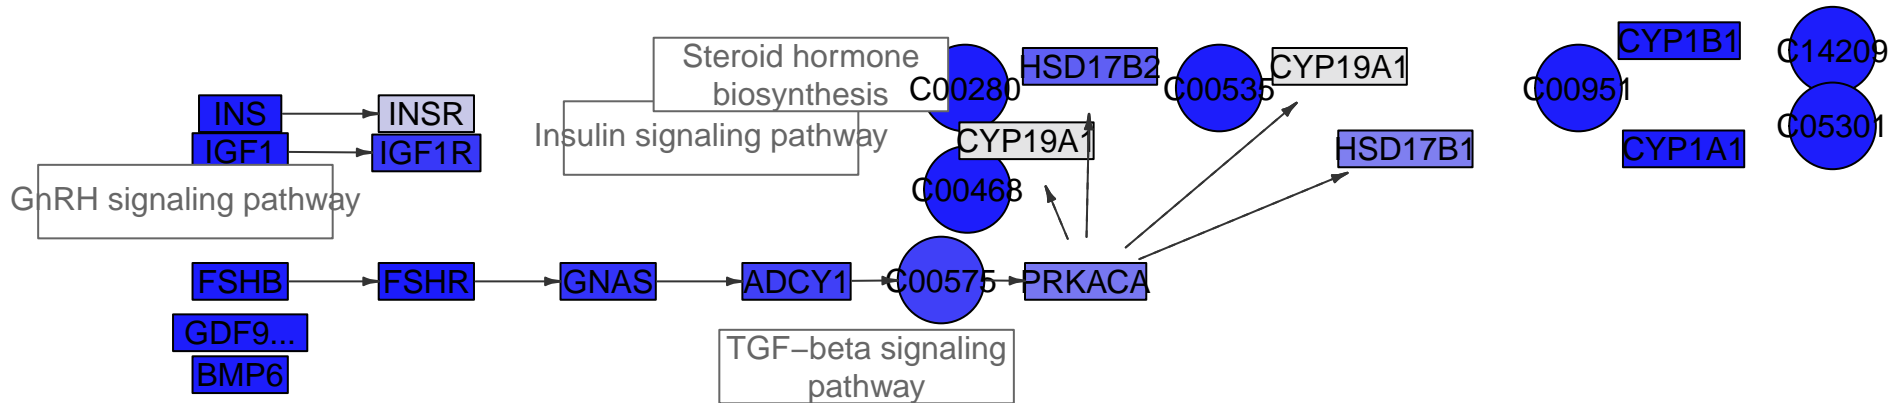 Steroid hormone
biosynthesis
C00280
HSD17B2
C00535
CYP19A1
C00951
CYP1B1
C14209
INS
INSR
Insulin signaling pathway
CYP19A1
HSD17B1
CYP1A1
C05301
IGF1
IGF1R
GnRH signaling pathway
C00468
FSHB
FSHR
GNAS
ADCY1
C00575
PRKACA
GDF9...
BMP6
TGF−beta signaling
pathway